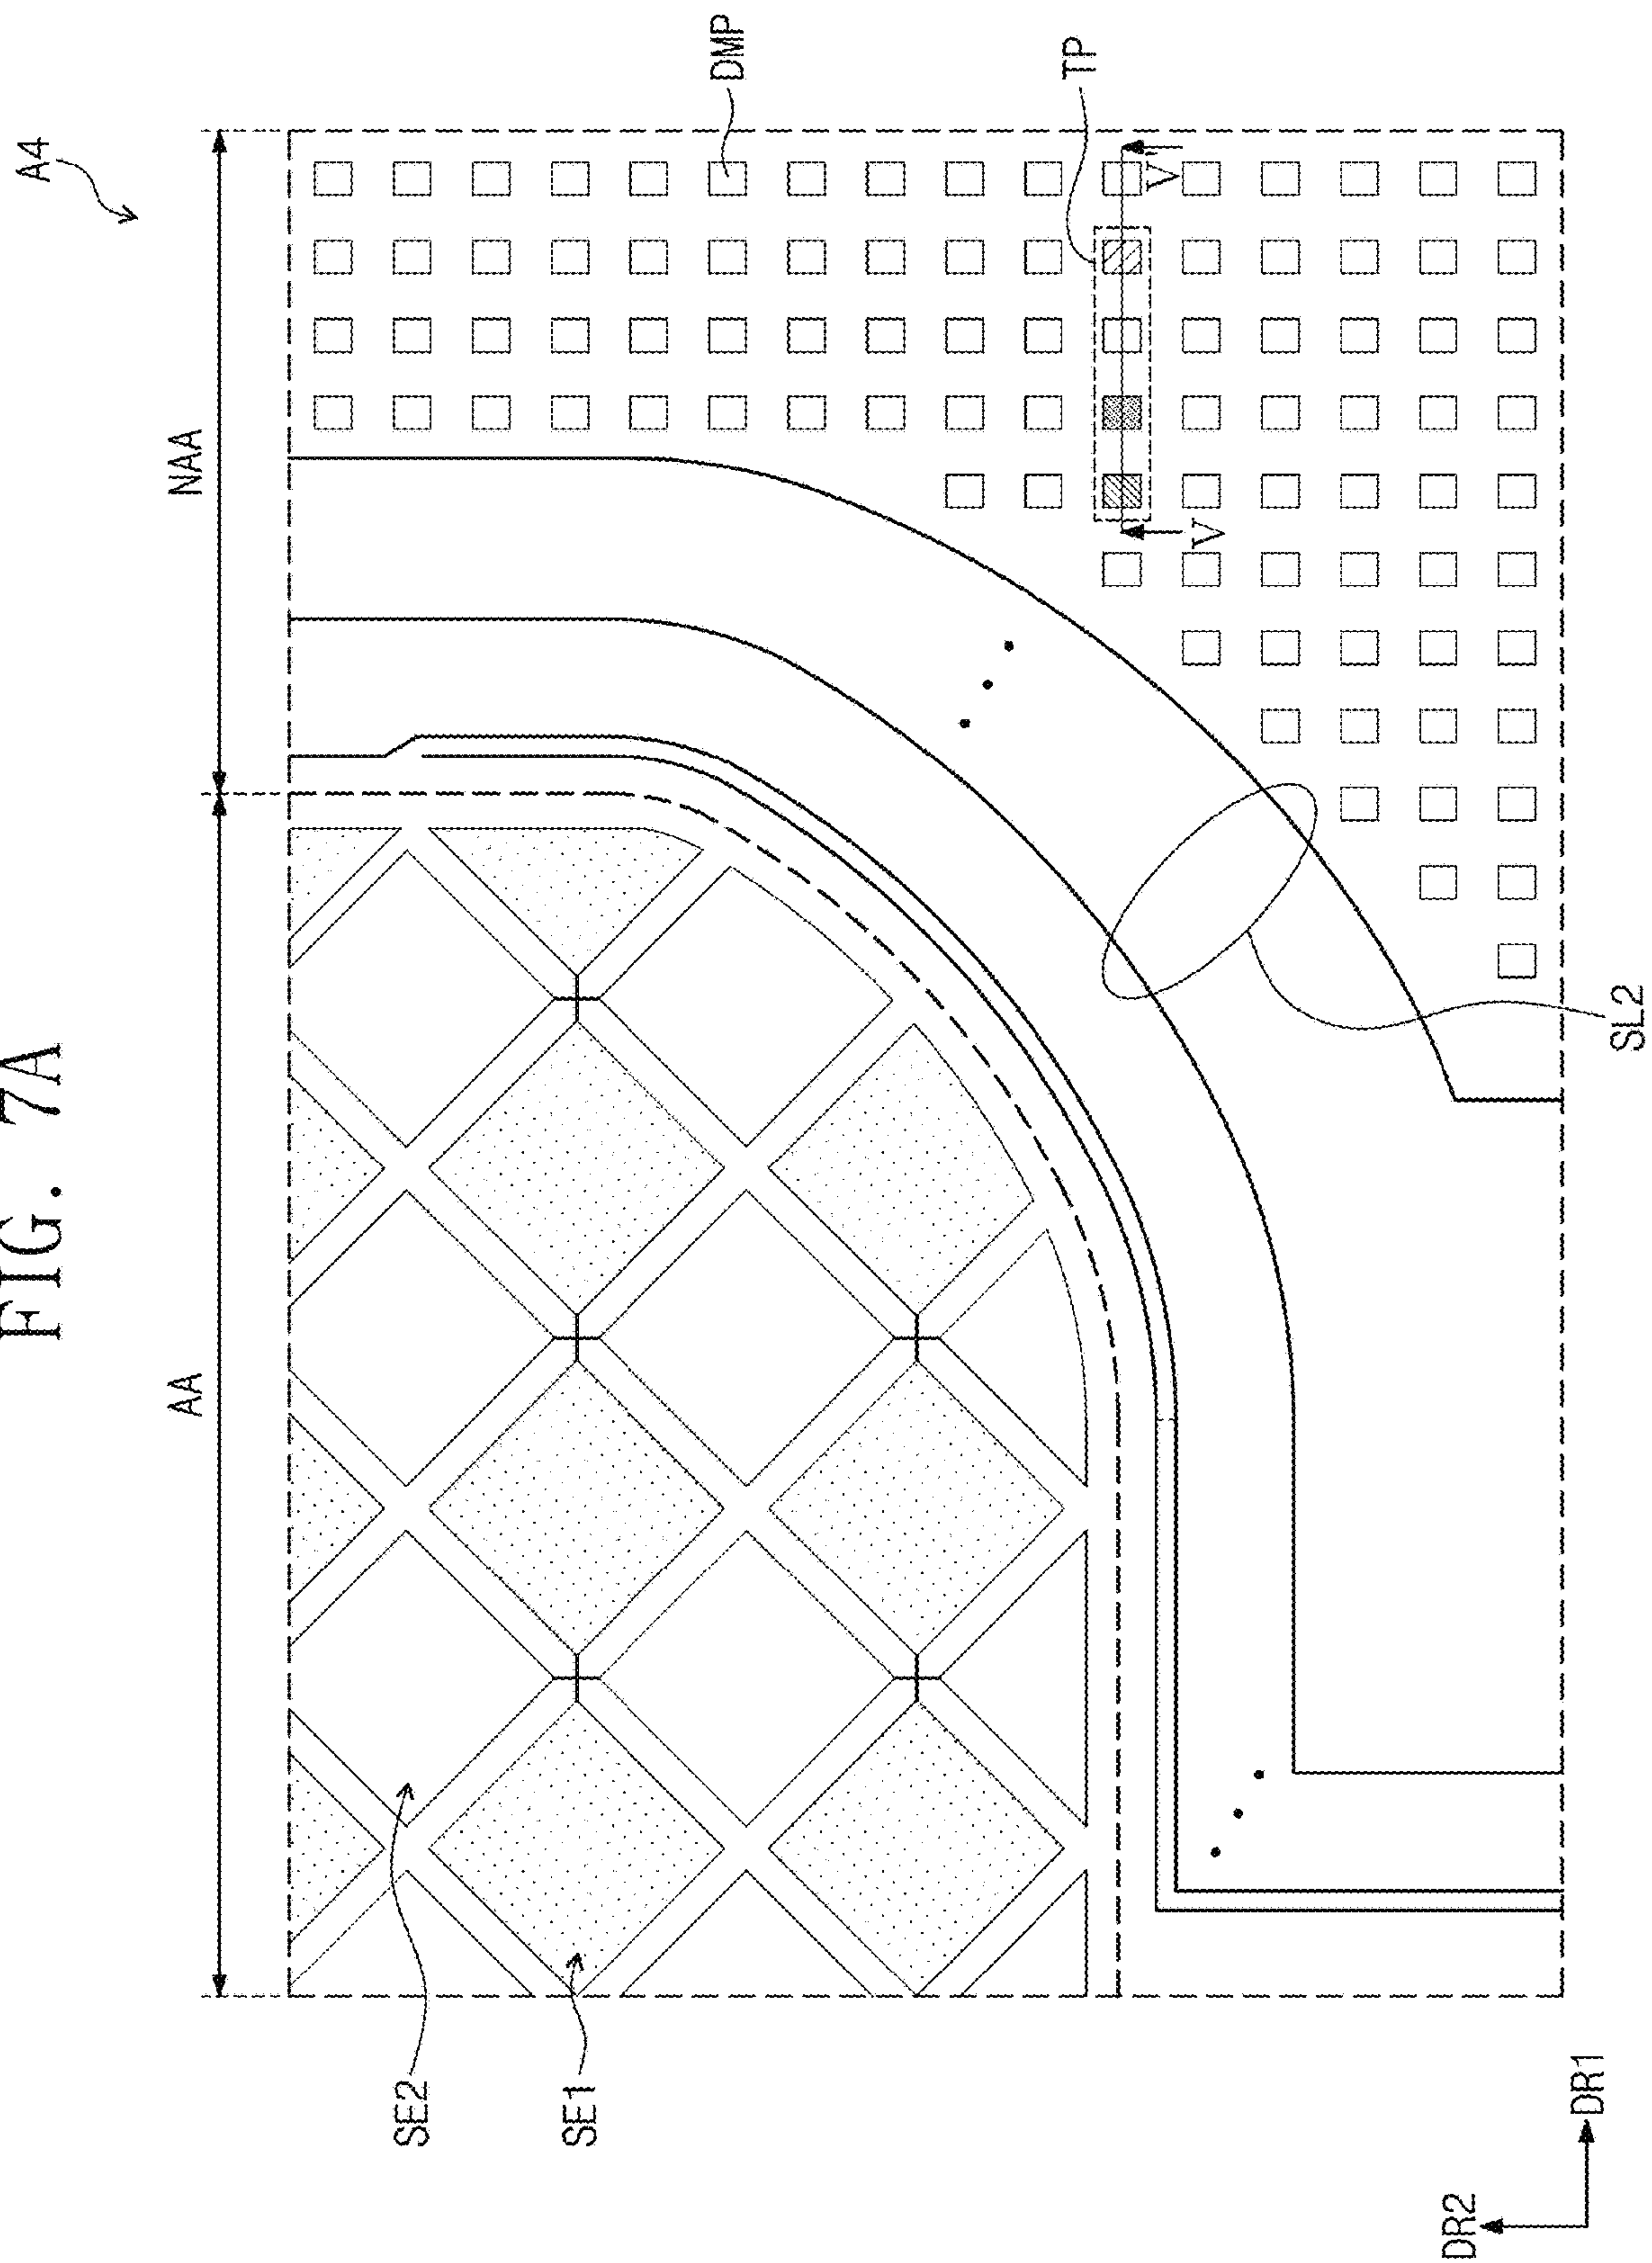 FIG. 7A
A4
AA
NAA
DMP
TP
V
V'
SE2
SE1
SL2
DR2
DR1